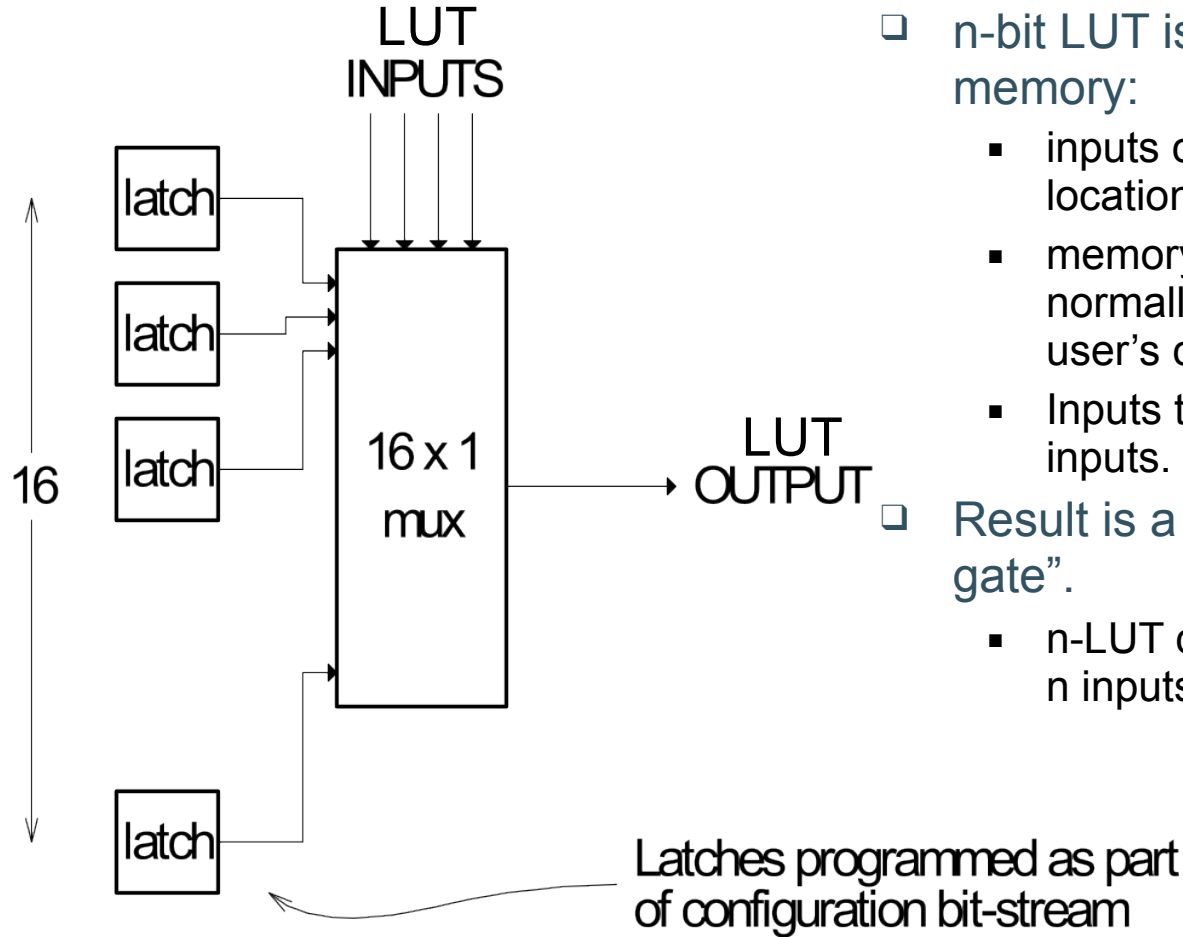 LUT
INPUTS
latch
latch
latch
16
16 x 1
mux
LUT
OUTPUT
latch
Latches programmed as part
of configuration bit-stream
❑ n-bit LUT is
memory:
▪ inputs
location
▪ memory
normall
user's
▪ Inputs t
inputs.
❑ Result is a
gate”.
▪ n-LUT
n inputs